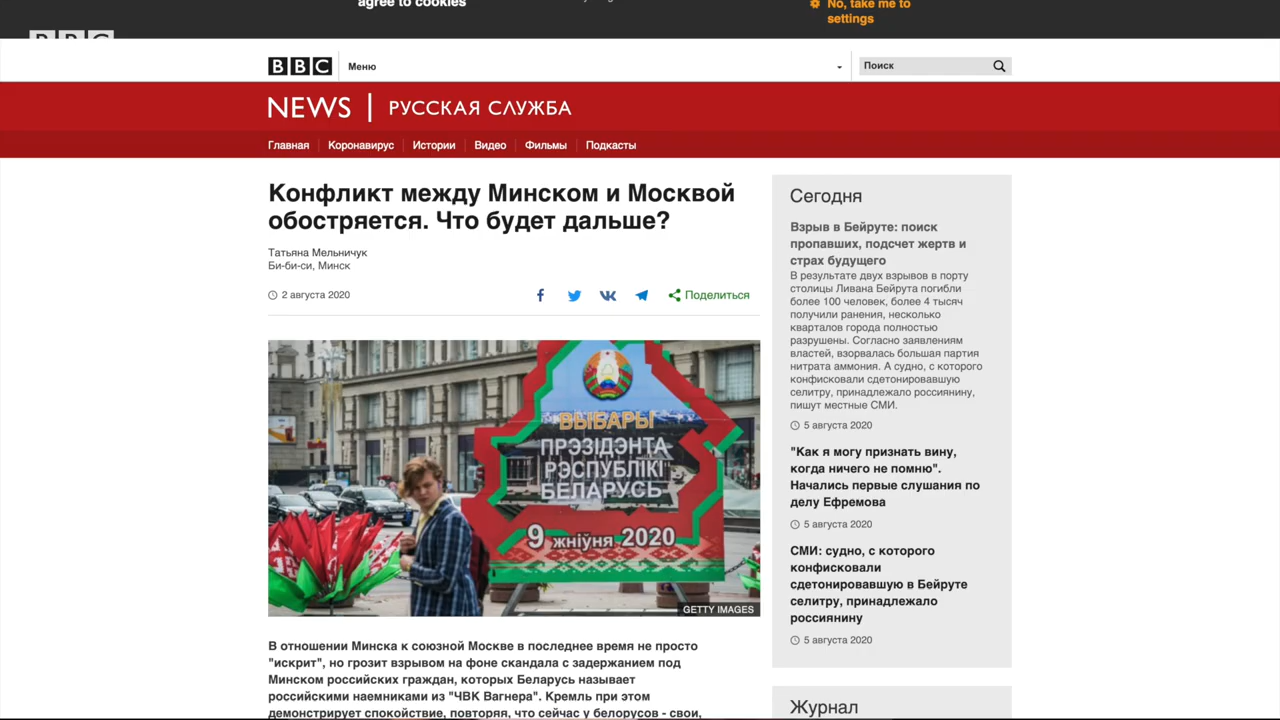 agree to cookies
No, take me to
settings
BBC
BBC
Меню
Поиск
NEWS | РУССКАЯ СЛУЖБА
Главная
Коронавирус
Истории
Видео
Фильмы
Подкасты
Конфликт между Минском и Москвой
обостряется. Что будет дальше?
Татьяна Мельничук
Би-би-си, Минск
2 августа 2020
Поделиться
ВЫБАРЫ
ПРЭЗІДЭНТА
РЭСПУБЛІКІ
БЕЛАРУСЬ
9 жніўня 2020
GETTY IMAGES
В отношении Минска к союзной Москве в последнее время не просто
"искрит", но грозит взрывом на фоне скандала с задержанием под
Минском российских граждан, которых Беларусь называет
российскими наемниками из "ЧВК Вагнера". Кремль при этом
демонстрирует спокойствие, повторяя, что сейчас у белорусов - свои,
Сегодня
Взрыв в Бейруте: поиск
пропавших, подсчет жертв и
страх будущего
В результате двух взрывов в порту
столицы Ливана Бейрута погибли
более 100 человек, более 4 тысяч
получили ранения, несколько
кварталов города полностью
разрушены. Согласно заявлениям
властей, взорвалась большая партия
нитрата аммония. А судно, с которого
конфисковали сдетонировавшую
селитру, принадлежало россиянину,
пишут местные СМИ.
5 августа 2020
"Как я могу признать вину,
когда ничего не помню".
Начались первые слушания по
делу Ефремова
5 августа 2020
СМИ: судно, с которого
конфисковали
сдетонировавшую в Бейруте
селитру, принадлежало
россиянину
5 августа 2020
Журнал